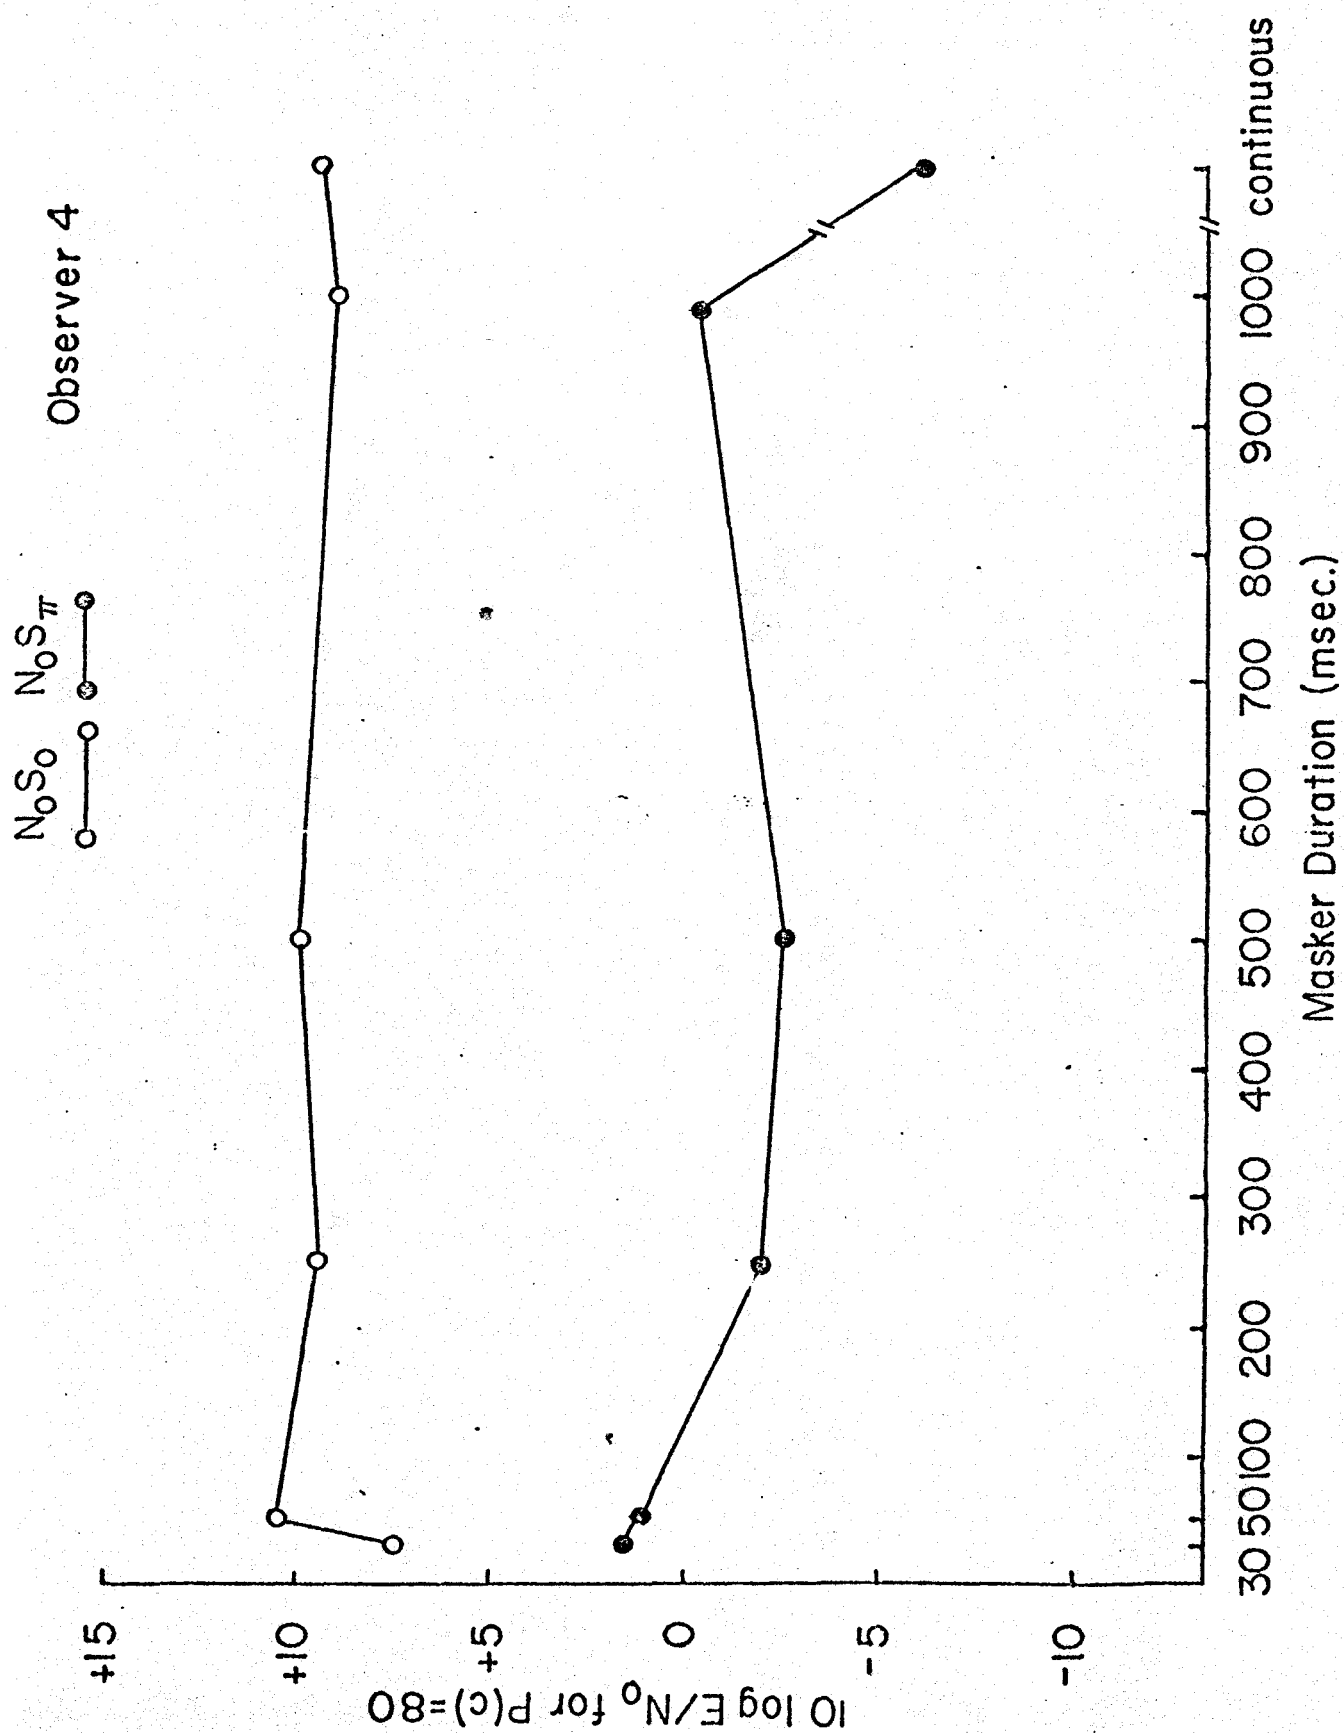 N₀S₀ N₀Sπ
Observer 4
+15
+10
+5
0
-5
-10
10 log E/N₀ for P(c)=80
30 50 100 200 300 400 500 600 700 800 900 1000 continuous
Masker Duration (msec.)